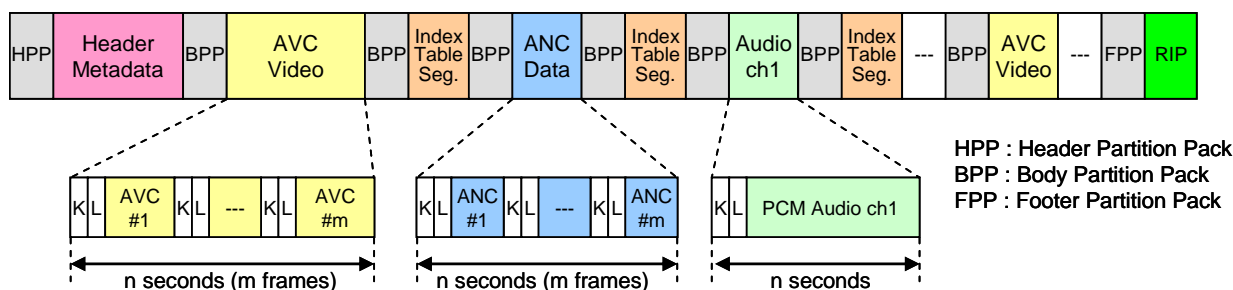 HPP
Header
Metadata
BPP
AVC
Video
BPP
Index
Table
Seg.
BPP
ANC
Data
BPP
Index
Table
Seg.
BPP
Audio
ch1
BPP
Index
Table
Seg.
---
BPP
AVC
Video
---
FPP
RIP
K L AVC #1 K L --- K L AVC #m
K L ANC #1 K L --- K L ANC #m
K L PCM Audio ch1
n seconds (m frames)
n seconds (m frames)
n seconds
HPP : Header Partition Pack
BPP : Body Partition Pack
FPP : Footer Partition Pack